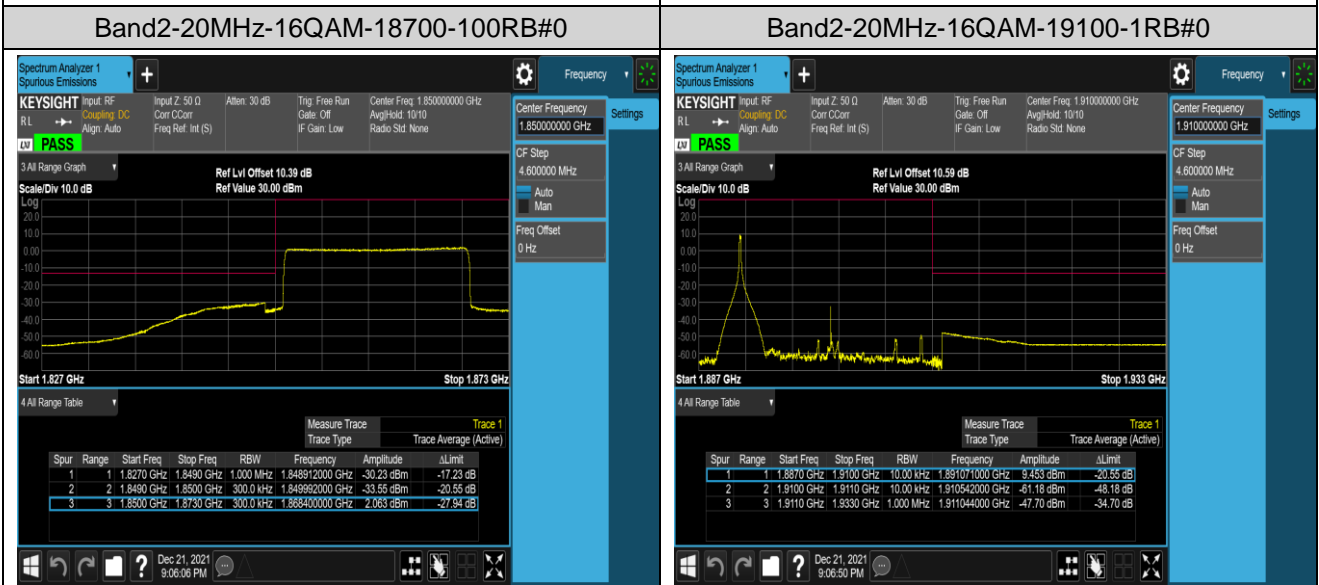 Band2-20MHz-16QAM-18700-100RB#0
Spectrum Analyzer 1
Spurious Emissions
Frequency
KEYSIGHT
RL
Input: RF
Coupling: DC
Align: Auto
Input Z: 50 Ω
Corr CCorr
Freq Ref: Int (S)
Atten: 30 dB
Trig: Free Run
Gate: Off
IF Gain: Low
Center Freq: 1.850000000 GHz
Avg|Hold: 10/10
Radio Std: None
LXI PASS
Center Frequency
1.850000000 GHz
Settings
CF Step
4.600000 MHz
Auto
Man
Freq Offset
0 Hz
3 All Range Graph
Scale/Div 10.0 dB
Ref Lvl Offset 10.39 dB
Ref Value 30.00 dBm
Log
20.0
10.0
0.00
-10.0
-20.0
-30.0
-40.0
-50.0
-60.0
Start 1.827 GHz Stop 1.873 GHz
4 All Range Table
Measure Trace Trace 1
Trace Type Trace Average (Active)
Spur Range Start Freq Stop Freq RBW Frequency Amplitude ΔLimit
1 1 1.8270 GHz 1.8490 GHz 1.000 MHz 1.848912000 GHz -30.23 dBm -17.23 dB
2 2 1.8490 GHz 1.8500 GHz 300.0 kHz 1.849992000 GHz -33.55 dBm -20.55 dB
3 3 1.8500 GHz 1.8730 GHz 300.0 kHz 1.868400000 GHz 2.063 dBm -27.94 dB
?
Dec 21, 2021
9:06:06 PM
Band2-20MHz-16QAM-19100-1RB#0
Spectrum Analyzer 1
Spurious Emissions
Frequency
KEYSIGHT
RL
Input: RF
Coupling: DC
Align: Auto
Input Z: 50 Ω
Corr CCorr
Freq Ref: Int (S)
Atten: 30 dB
Trig: Free Run
Gate: Off
IF Gain: Low
Center Freq: 1.910000000 GHz
Avg|Hold: 10/10
Radio Std: None
LXI PASS
Center Frequency
1.910000000 GHz
Settings
CF Step
4.600000 MHz
Auto
Man
Freq Offset
0 Hz
3 All Range Graph
Scale/Div 10.0 dB
Ref Lvl Offset 10.59 dB
Ref Value 30.00 dBm
Log
20.0
10.0
0.00
-10.0
-20.0
-30.0
-40.0
-50.0
-60.0
Start 1.887 GHz Stop 1.933 GHz
4 All Range Table
Measure Trace Trace 1
Trace Type Trace Average (Active)
Spur Range Start Freq Stop Freq RBW Frequency Amplitude ΔLimit
1 1 1.8870 GHz 1.9100 GHz 10.00 kHz 1.891071000 GHz 9.453 dBm -20.55 dB
2 2 1.9100 GHz 1.9110 GHz 10.00 kHz 1.910542000 GHz -61.18 dBm -48.18 dB
3 3 1.9110 GHz 1.9330 GHz 1.000 MHz 1.911044000 GHz -47.70 dBm -34.70 dB
?
Dec 21, 2021
9:06:50 PM